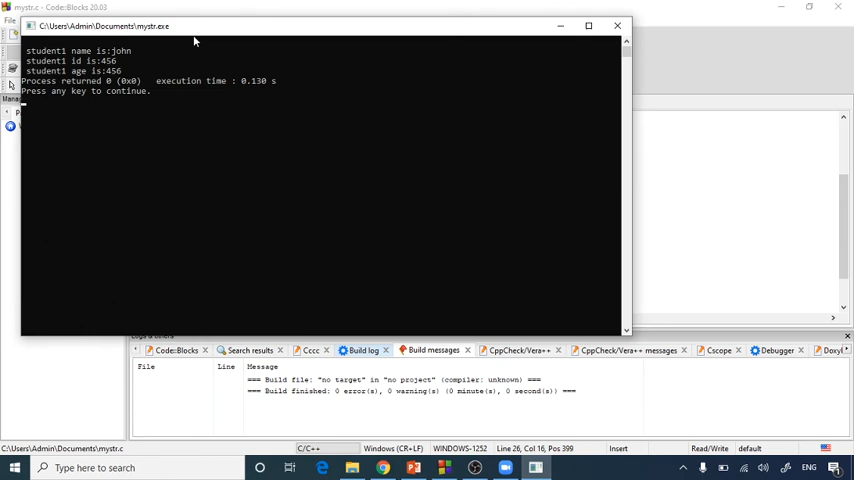 mystr.c - Code::Blocks 20.03
File
C:\Users\Admin\Documents\mystr.exe
student1 name is:john
student1 id is:456
student1 age is:456
Process returned 0 (0x0)   execution time : 0.130 s
Press any key to continue.
Mana
P
Logs & others
Code::Blocks
Search results
Cccc
Build log
Build messages
CppCheck/Vera++
CppCheck/Vera++ messages
Cscope
Debugger
DoxyI
File Line Message
=== Build file: "no target" in "no project" (compiler: unknown) ===
=== Build finished: 0 error(s), 0 warning(s) (0 minute(s), 0 second(s)) ===
C:\Users\Admin\Documents\mystr.c C/C++ Windows (CR+LF) WINDOWS-1252 Line 26, Col 16, Pos 399 Insert Read/Write default
Type here to search
ENG